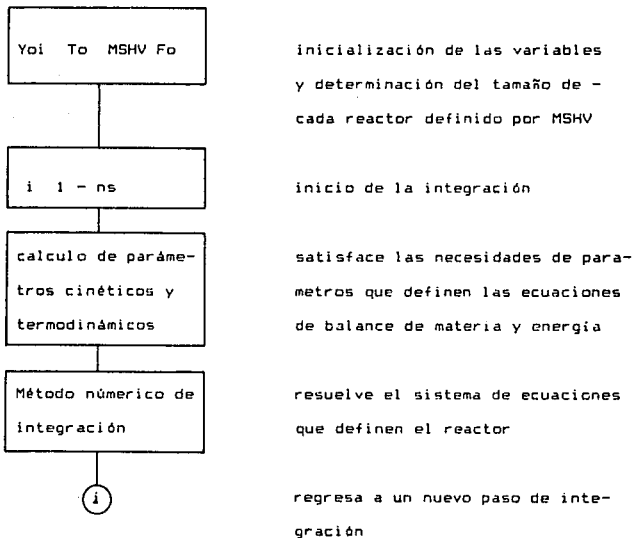 Yoi To MSHV Fo
inicialización de las variables
y determinación del tamaño de -
cada reactor definido por MSHV
i 1 - ns
inicio de la integración
calculo de paráme-
tros cinéticos y
termodinámicos
satisface las necesidades de para-
metros que definen las ecuaciones
de balance de materia y energía
Método númerico de
integración
resuelve el sistema de ecuaciones
que definen el reactor
i
regresa a un nuevo paso de inte-
gración